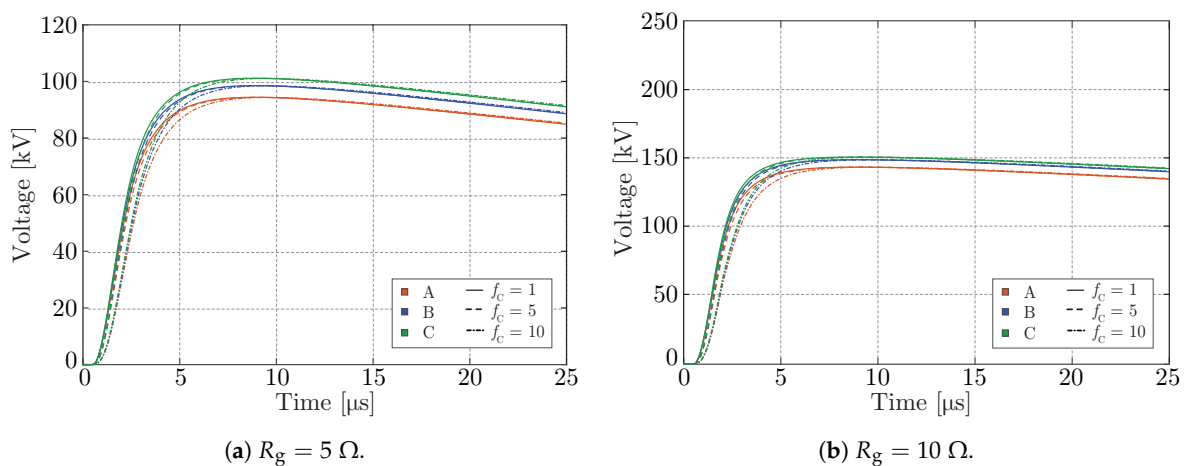 120
100
80
60
40
20
0
Voltage [kV]
0 5 10 15 20 25
Time [μs]
A f_C = 1
B f_C = 5
C f_C = 10
(a) R_g = 5 Ω.
250
200
150
100
50
0
Voltage [kV]
0 5 10 15 20 25
Time [μs]
A f_C = 1
B f_C = 5
C f_C = 10
(b) R_g = 10 Ω.